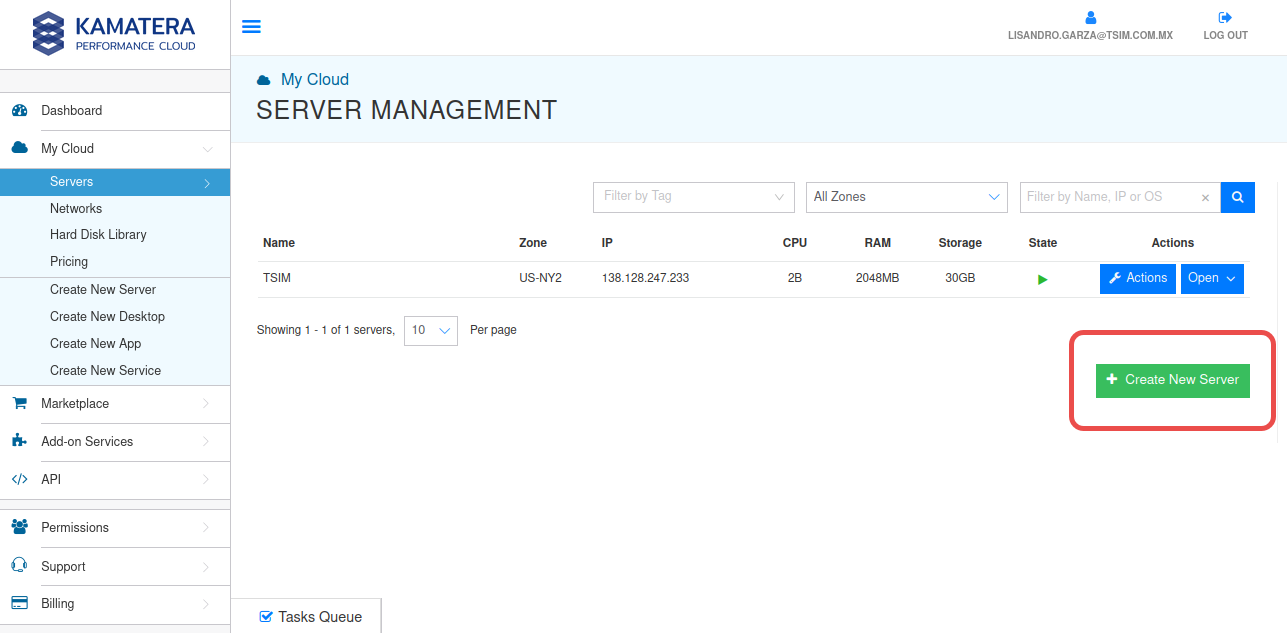 KAMATERA
PERFORMANCE CLOUD
LISANDRO.GARZA@TSIM.COM.MX
LOG OUT
Dashboard
My Cloud
Servers
Networks
Hard Disk Library
Pricing
Create New Server
Create New Desktop
Create New App
Create New Service
Marketplace
Add-on Services
API
Permissions
Support
Billing
My Cloud
SERVER MANAGEMENT
Filter by Tag All Zones Filter by Name, IP or OS ×
Name Zone IP CPU RAM Storage State Actions
TSIM US-NY2 138.128.247.233 2B 2048MB 30GB Actions Open
Showing 1 - 1 of 1 servers, 10 Per page
+ Create New Server
Tasks Queue